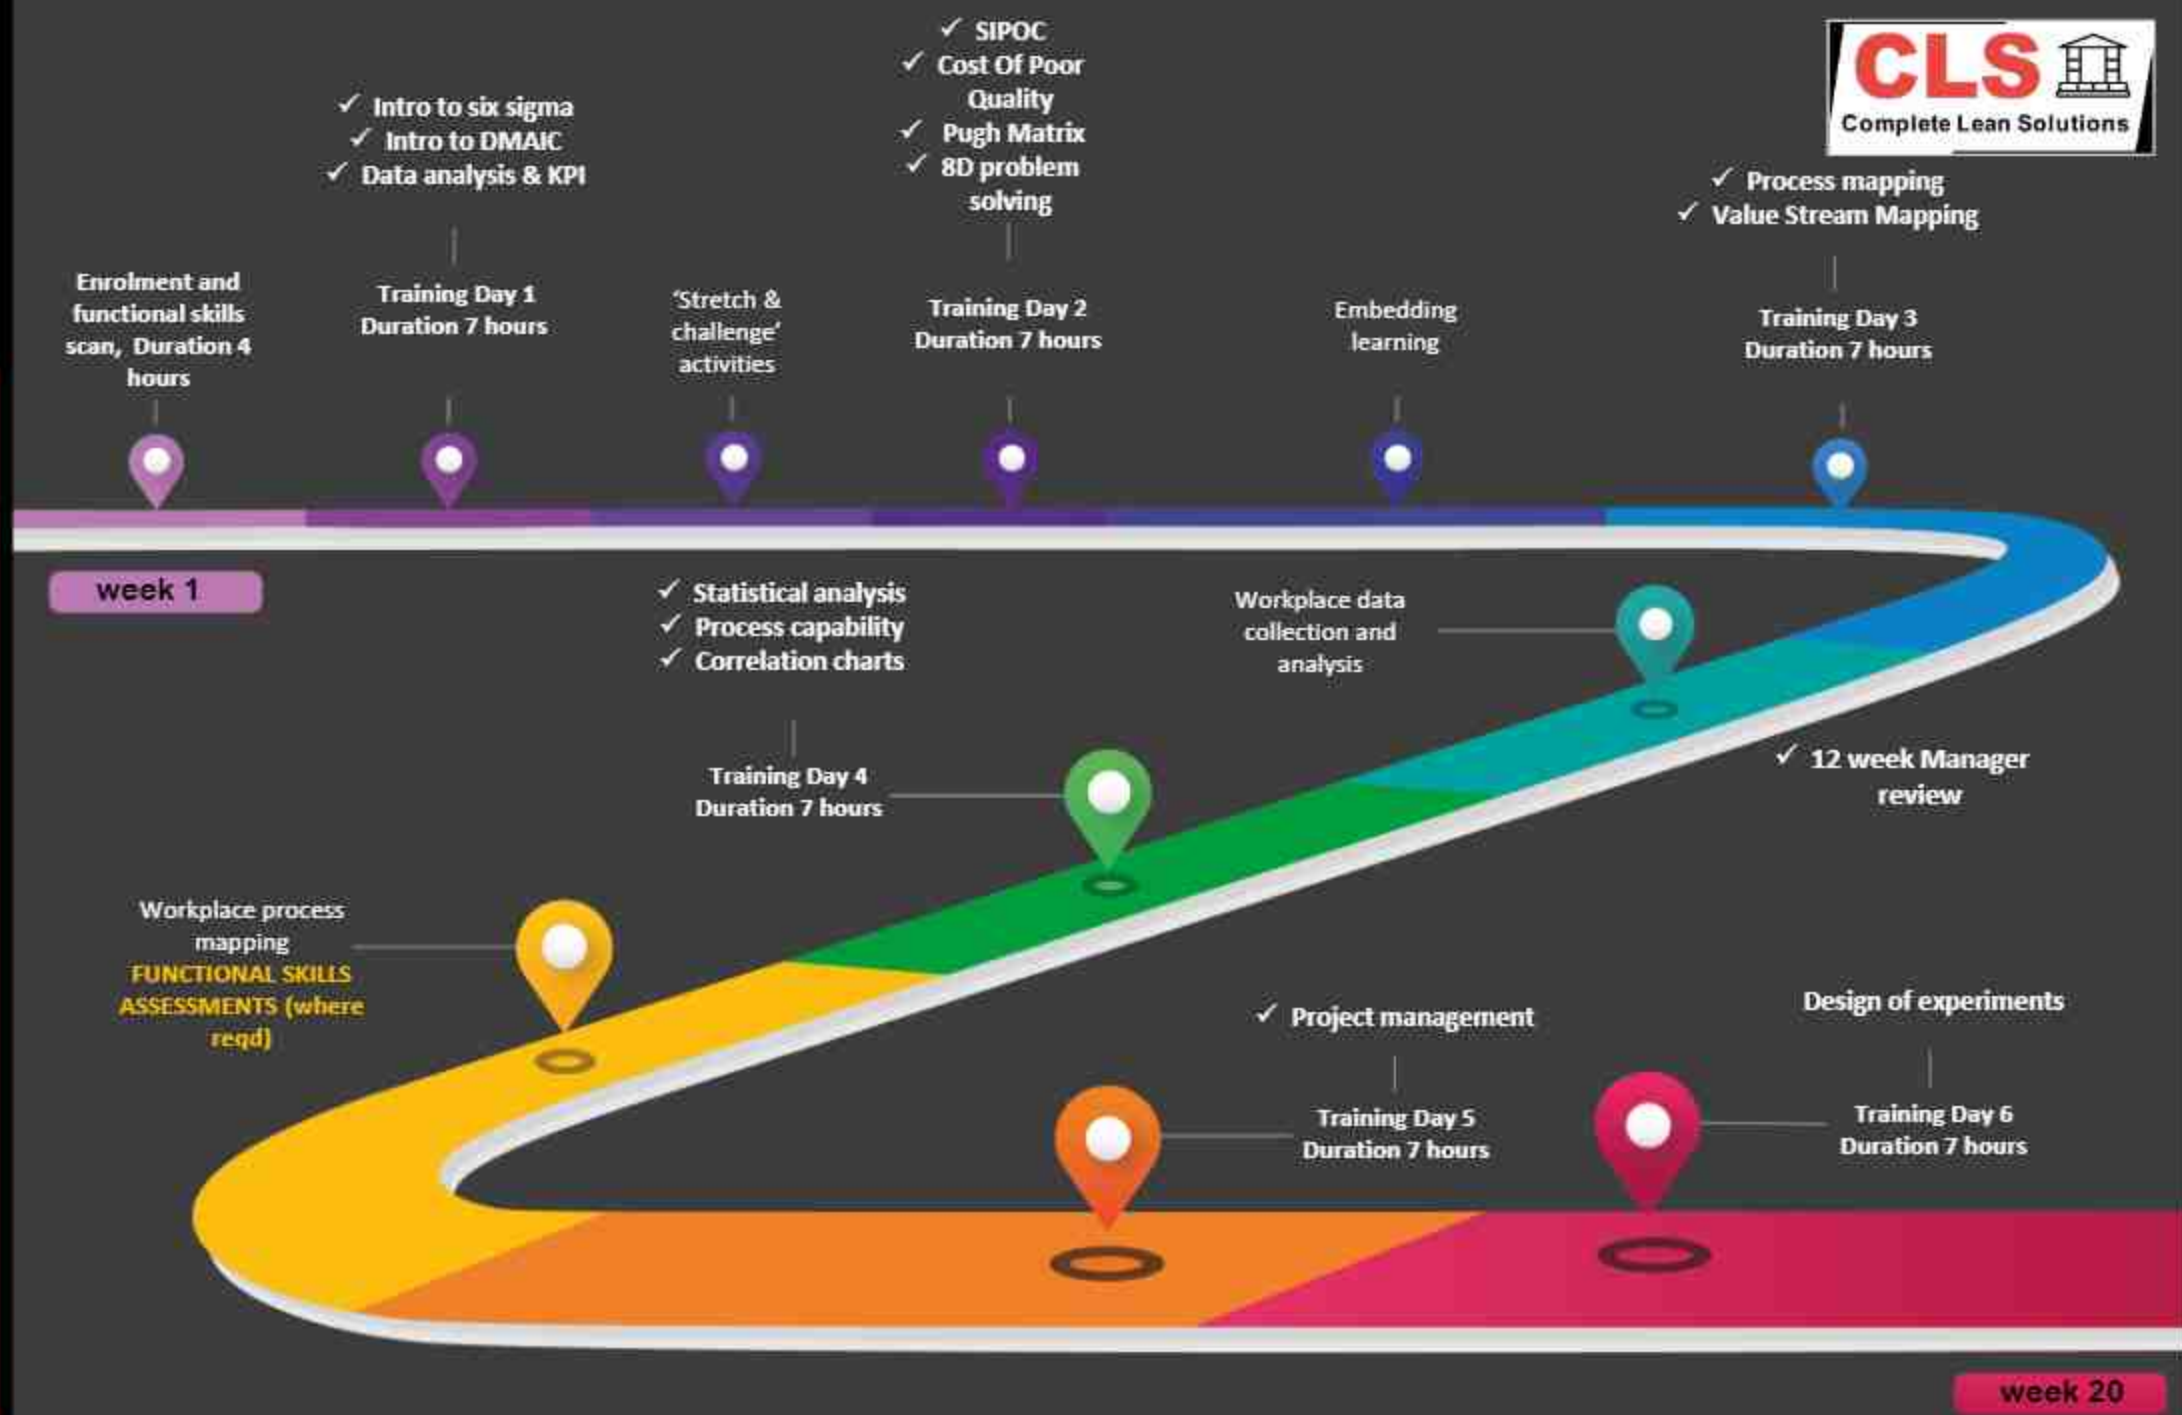 CLS
Complete Lean Solutions
Enrolment and
functional skills
scan, Duration 4
hours
✓ Intro to six sigma
✓ Intro to DMAIC
✓ Data analysis & KPI
Training Day 1
Duration 7 hours
‘Stretch &
challenge’
activities
✓ SIPOC
✓ Cost Of Poor
Quality
✓ Pugh Matrix
✓ 8D problem
solving
Training Day 2
Duration 7 hours
Embedding
learning
✓ Process mapping
✓ Value Stream Mapping
Training Day 3
Duration 7 hours
week 1
Workplace data
collection and
analysis
✓ 12 week Manager
review
✓ Statistical analysis
✓ Process capability
✓ Correlation charts
Training Day 4
Duration 7 hours
Workplace process
mapping
FUNCTIONAL SKILLS
ASSESSMENTS (where
reqd)
✓ Project management
Training Day 5
Duration 7 hours
Design of experiments
Training Day 6
Duration 7 hours
week 20